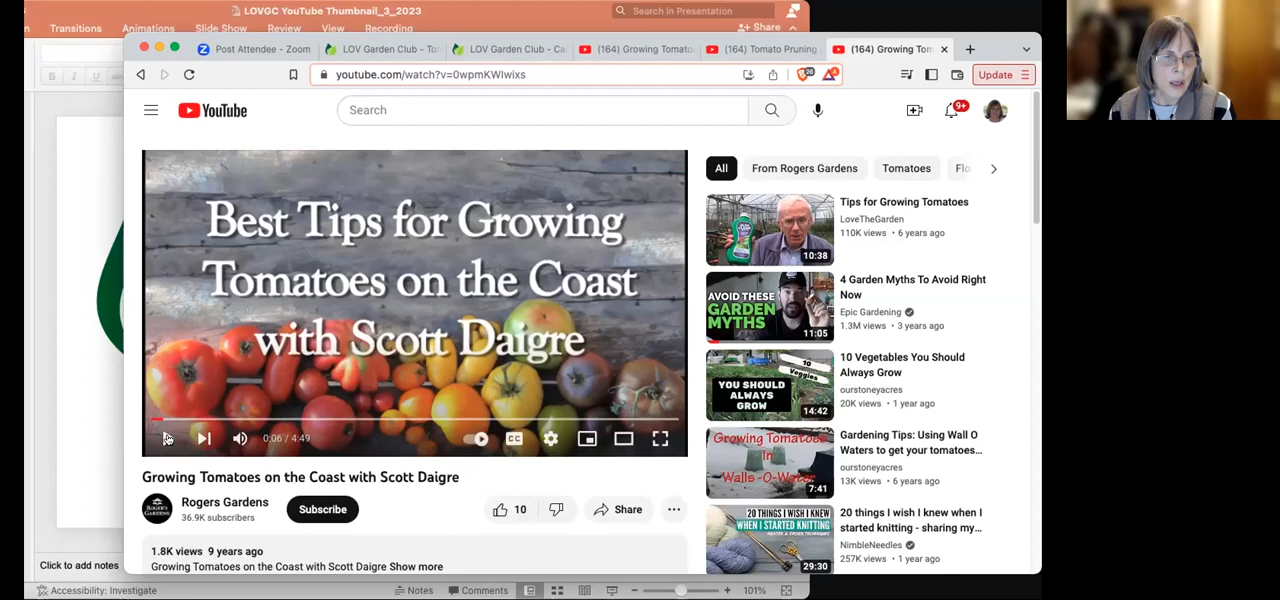 LOVGC YouTube Thumbnail_3_2023
Search in Presentation
Transitions Animations Slide Show Review View Recording
Share
Post Attendee - Zoom
LOV Garden Club - To
LOV Garden Club - Ca
(164) Growing Tomato
(164) Tomato Pruning
(164) Growing Tom
youtube.com/watch?v=0wpmKWIwixs
26
4
Update
YouTube
Search
9+
Best Tips for Growing
Tomatoes on the Coast
with Scott Daigre
0:06 / 4:49
CC
Growing Tomatoes on the Coast with Scott Daigre
ROGER'S
GARDENS
Rogers Gardens
36.9K subscribers
Subscribe
10
Share
1.8K views 9 years ago
Growing Tomatoes on the Coast with Scott Daigre Show more
All
From Rogers Gardens
Tomatoes
Flo
10:38
Tips for Growing Tomatoes
LoveTheGarden
110K views • 6 years ago
AVOID THESE
GARDEN
MYTHS
11:05
4 Garden Myths To Avoid Right
Now
Epic Gardening
1.3M views • 3 years ago
10
Veggies
YOU SHOULD
ALWAYS
GROW
14:42
10 Vegetables You Should
Always Grow
ourstoneyacres
20K views • 1 year ago
Growing Tomatoes
In
Walls-O-Water
7:41
Gardening Tips: Using Wall O
Waters to get your tomatoes...
ourstoneyacres
13K views • 6 years ago
20 THINGS I WISH I KNEW
WHEN I STARTED KNITTING
29:30
20 things I wish I knew when I
started knitting - sharing my...
NimbleNeedles
257K views • 1 year ago
B I U
Click to add notes
Accessibility: Investigate
Notes
Comments
101%